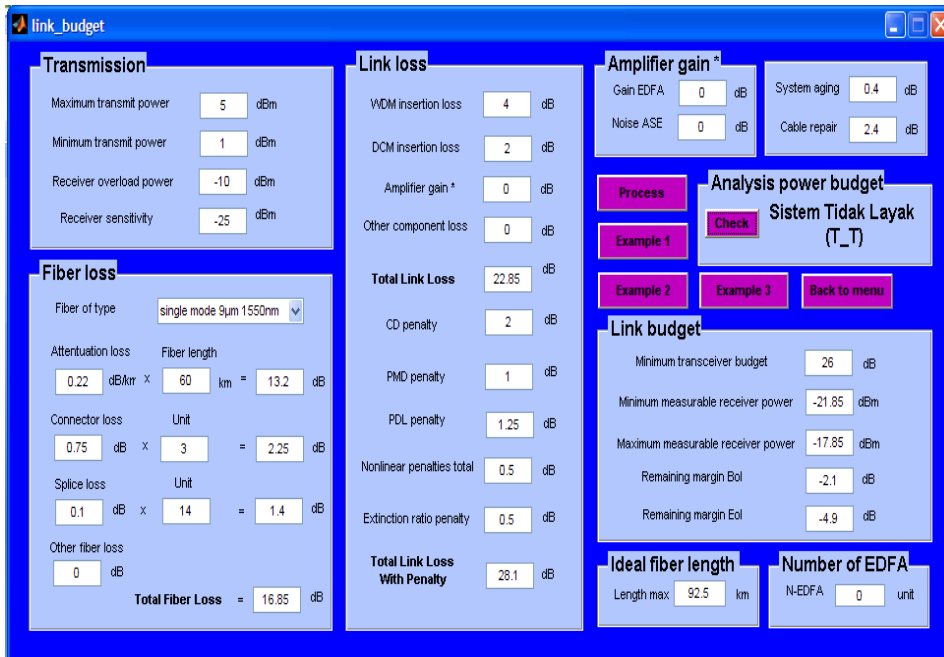 link_budget
Transmission
Maximum transmit power 5 dBm
Minimum transmit power 1 dBm
Receiver overload power -10 dBm
Receiver sensitivity -25 dBm
Fiber loss
Fiber of type single mode 9µm 1550nm
Attentuation loss Fiber length
0.22 dB/km x 60 km = 13.2 dB
Connector loss Unit
0.75 dB x 3 = 2.25 dB
Splice loss Unit
0.1 dB x 14 = 1.4 dB
Other fiber loss
0 dB
Total Fiber Loss = 16.85 dB
Link loss
WDM insertion loss 4 dB
DCM insertion loss 2 dB
Amplifier gain * 0 dB
Other component loss 0 dB
Total Link Loss 22.85 dB
CD penalty 2 dB
PMD penalty 1 dB
PDL penalty 1.25 dB
Nonlinear penalties total 0.5 dB
Extinction ratio penalty 0.5 dB
Total Link Loss
With Penalty 28.1 dB
Amplifier gain *
Gain EDFA 0 dB
Noise ASE 0 dB
System aging 0.4 dB
Cable repair 2.4 dB
Process
Example 1
Analysis power budget
Check
Sistem Tidak Layak
(T_T)
Example 2
Example 3
Back to menu
Link budget
Minimum transceiver budget 26 dB
Minimum measurable receiver power -21.85 dBm
Maximum measurable receiver power -17.85 dBm
Remaining margin Bol -2.1 dB
Remaining margin Eol -4.9 dB
Ideal fiber length
Length max 92.5 km
Number of EDFA
N-EDFA 0 unit